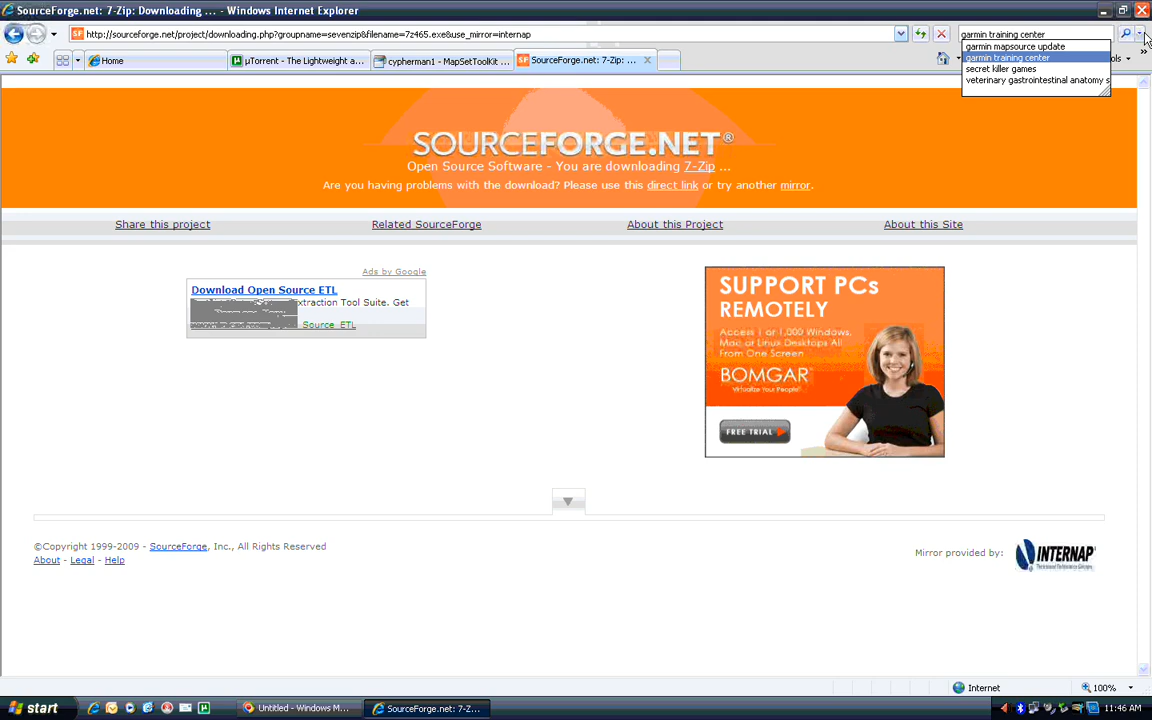 SourceForge.net: 7-Zip: Downloading ... - Windows Internet Explorer
http://sourceforge.net/project/downloading.php?groupname=sevenzip&filename=7z465.exe&use_mirror=internap
garmin training center
garmin mapsource update
garmin training center
secret killer games
veterinary gastrointestinal anatomy s
Home
µTorrent - The Lightweight a...
cypherman1 - MapSetToolKit ...
SourceForge.net: 7-Zip: ...
ols
SOURCEFORGE.NET®
Open Source Software - You are downloading 7-Zip ...
Are you having problems with the download? Please use this direct link or try another mirror.
Share this project
Related SourceForge
About this Project
About this Site
Ads by Google
Download Open Source ETL
Extraction Tool Suite. Get
Source ETL
SUPPORT PCs
REMOTELY
Access 1 or 1,000 Windows,
Mac or Linux Desktops All
From One Screen
BOMGAR
Virtualize Your People
FREE TRIAL
©Copyright 1999-2009 - SourceForge, Inc., All Rights Reserved
About - Legal - Help
Mirror provided by:
INTERNAP
Internet
100%
start
Untitled - Windows M...
SourceForge.net: 7-Z...
11:46 AM